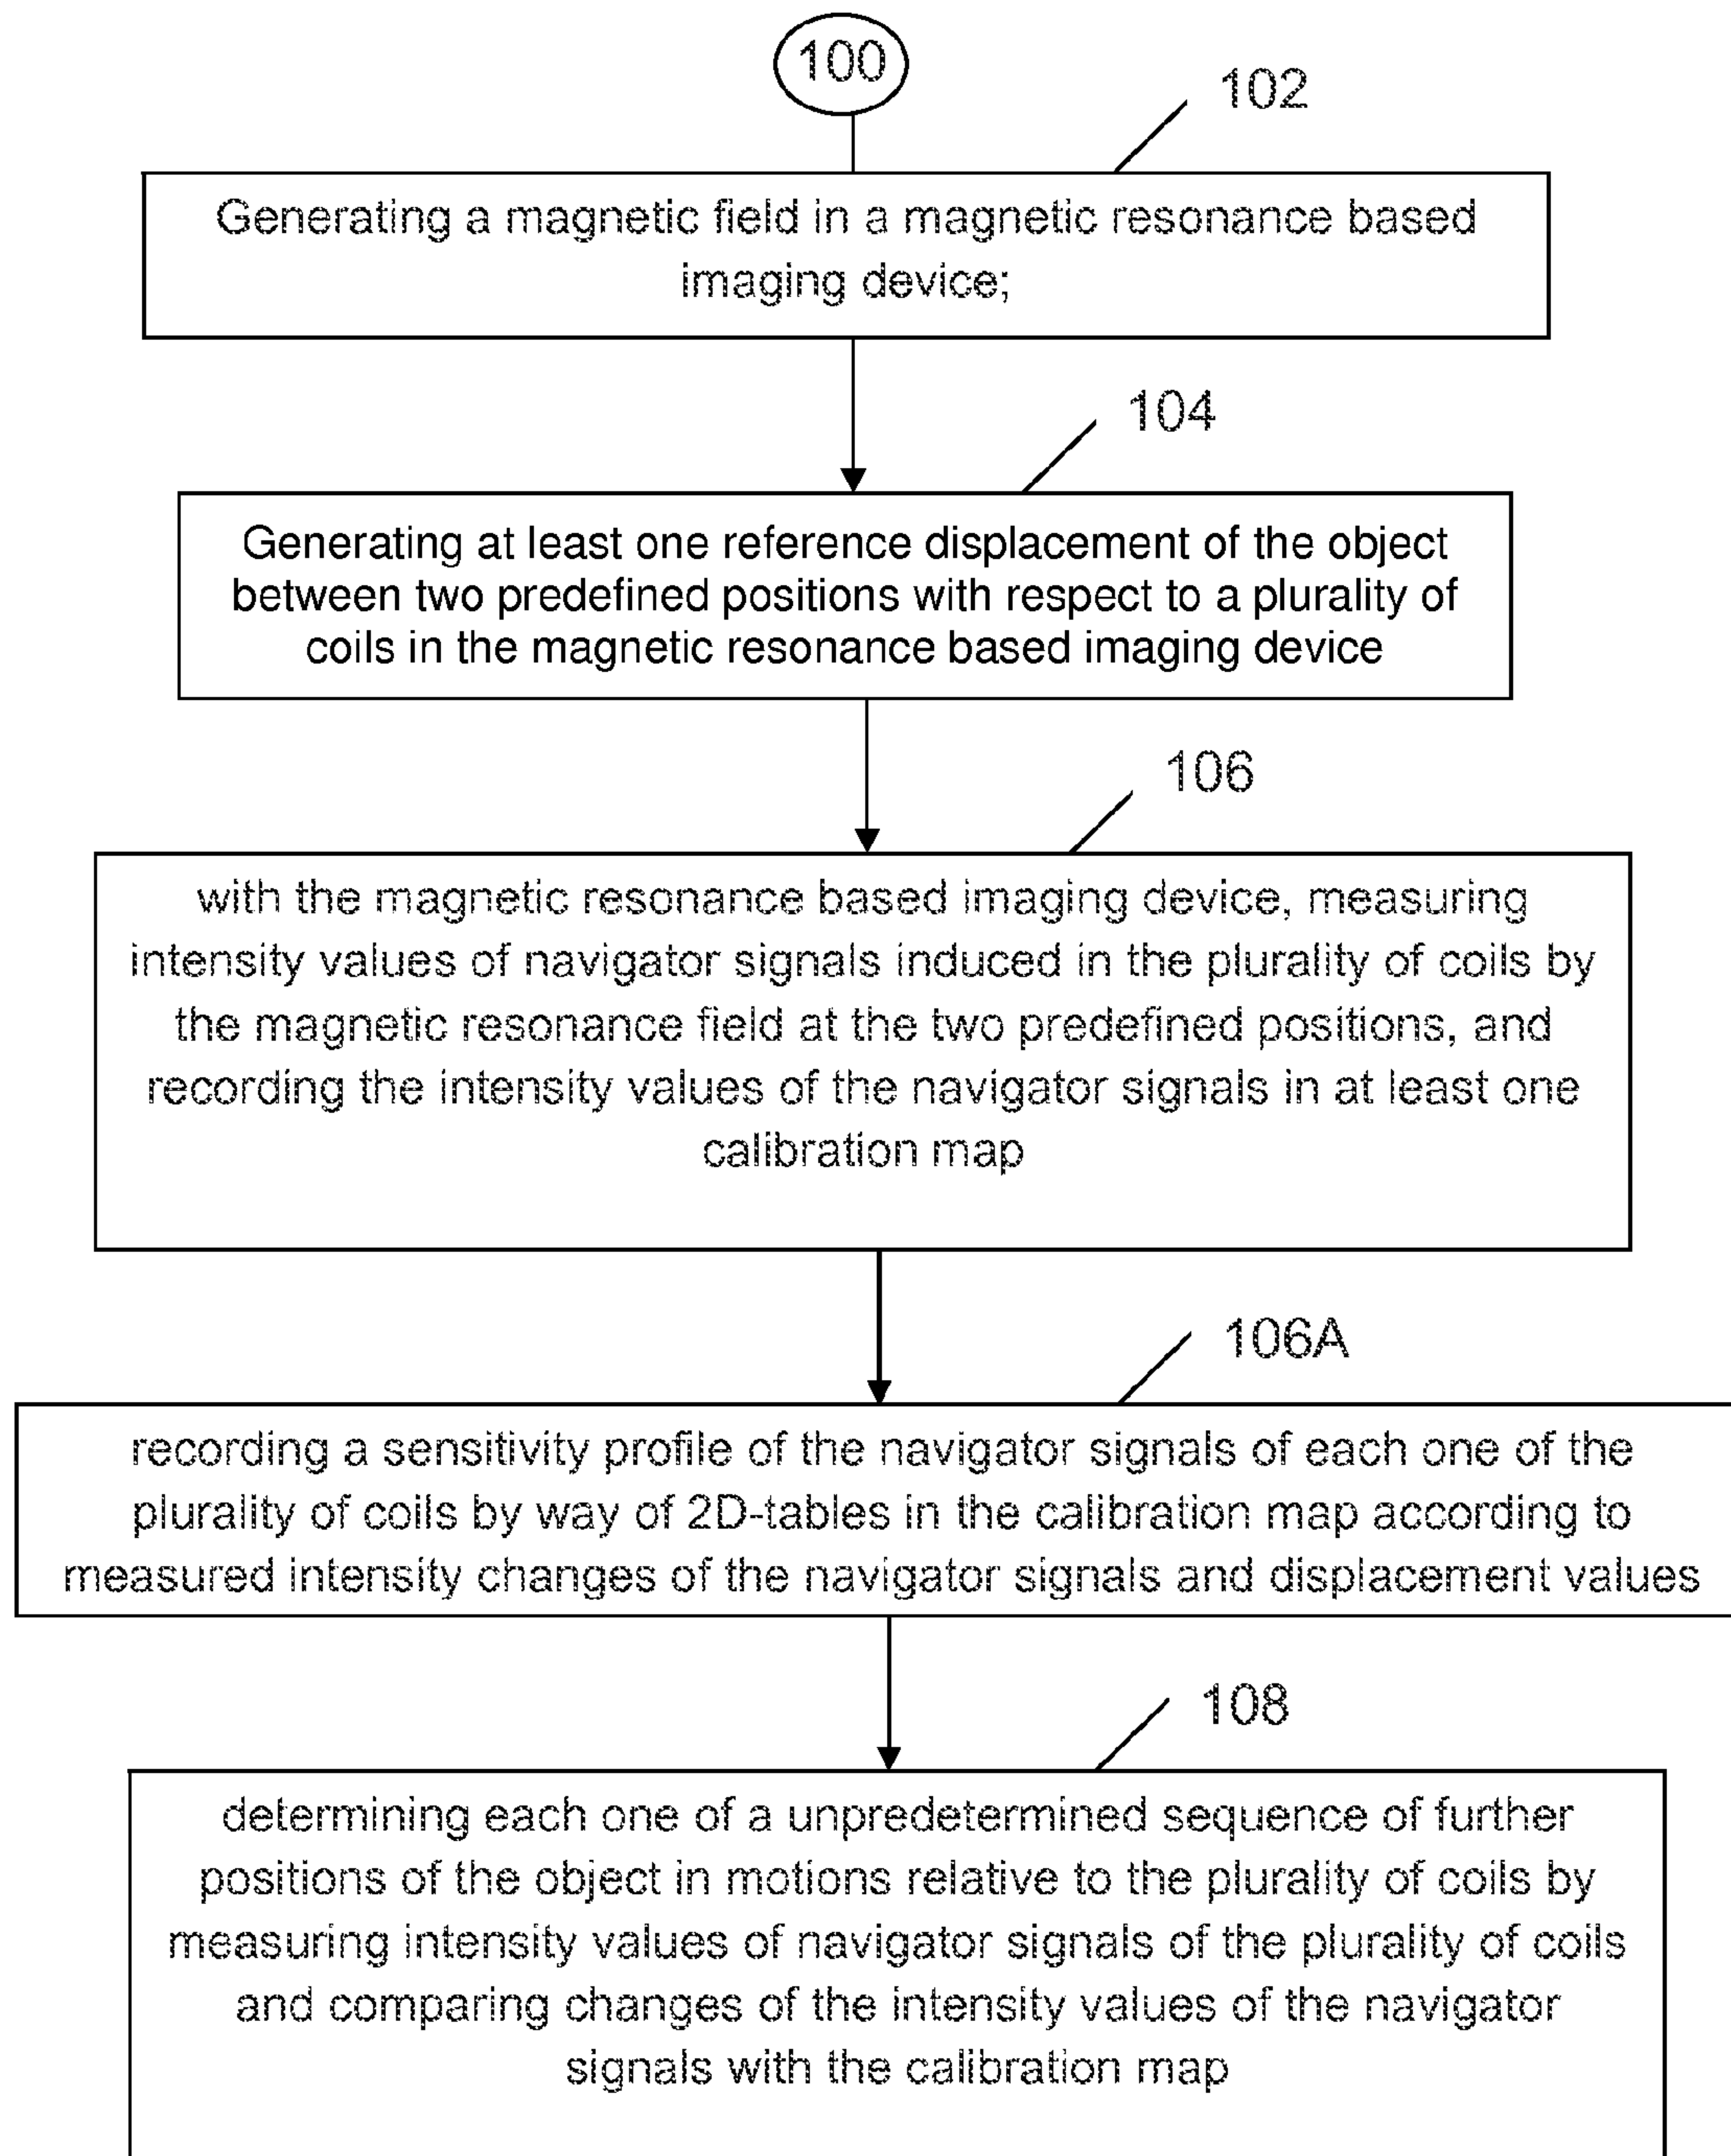 100
102
Generating a magnetic field in a magnetic resonance based
imaging device;
104
Generating at least one reference displacement of the object
between two predefined positions with respect to a plurality of
coils in the magnetic resonance based imaging device
106
with the magnetic resonance based imaging device, measuring
intensity values of navigator signals induced in the plurality of coils by
the magnetic resonance field at the two predefined positions, and
recording the intensity values of the navigator signals in at least one
calibration map
106A
recording a sensitivity profile of the navigator signals of each one of the
plurality of coils by way of 2D-tables in the calibration map according to
measured intensity changes of the navigator signals and displacement values
108
determining each one of a unpredetermined sequence of further
positions of the object in motions relative to the plurality of coils by
measuring intensity values of navigator signals of the plurality of coils
and comparing changes of the intensity values of the navigator
signals with the calibration map